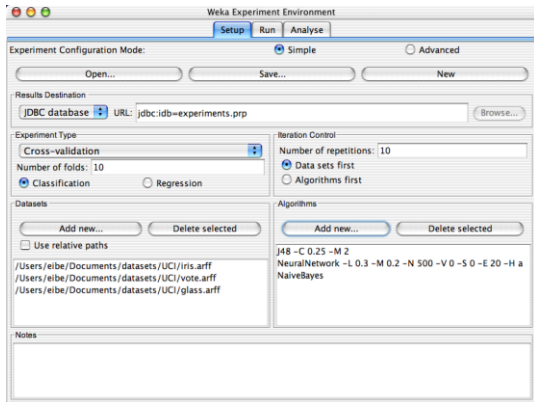 Weka Experiment Environment
Setup Run Analyse
Experiment Configuration Mode: Simple Advanced
Open... Save... New
Results Destination
JDBC database URL: jdbc:idb=experiments.prp Browse...
Experiment Type
Cross-validation
Number of folds: 10
Classification Regression
Iteration Control
Number of repetitions: 10
Data sets first
Algorithms first
Datasets
Add new... Delete selected
Use relative paths
/Users/eibe/Documents/datasets/UCI/iris.arff
/Users/eibe/Documents/datasets/UCI/vote.arff
/Users/eibe/Documents/datasets/UCI/glass.arff
Algorithms
Add new... Delete selected
J48 -C 0.25 -M 2
NeuralNetwork -L 0.3 -M 0.2 -N 500 -V 0 -S 0 -E 20 -H a
NaiveBayes
Notes